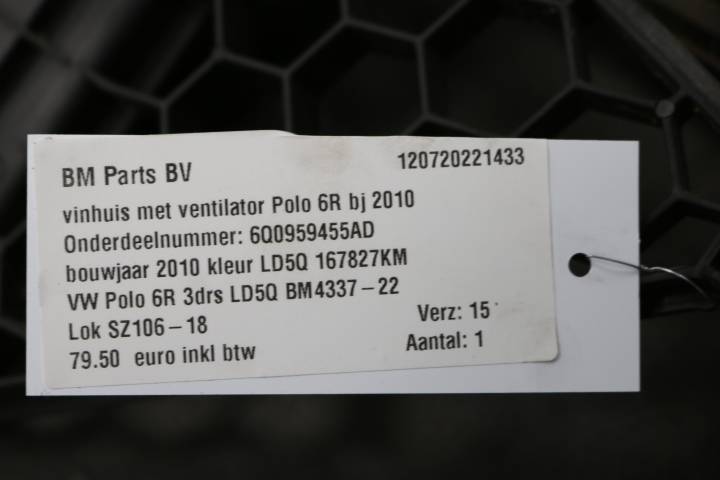 BM Parts BV 120720221433
vinhuis met ventilator Polo 6R bj 2010
Onderdeelnummer: 6Q0959455AD
bouwjaar 2010 kleur LD5Q 167827KM
VW Polo 6R 3drs LD5Q BM4337-22
Lok SZ106-18 Verz: 15
79.50 euro inkl btw Aantal: 1